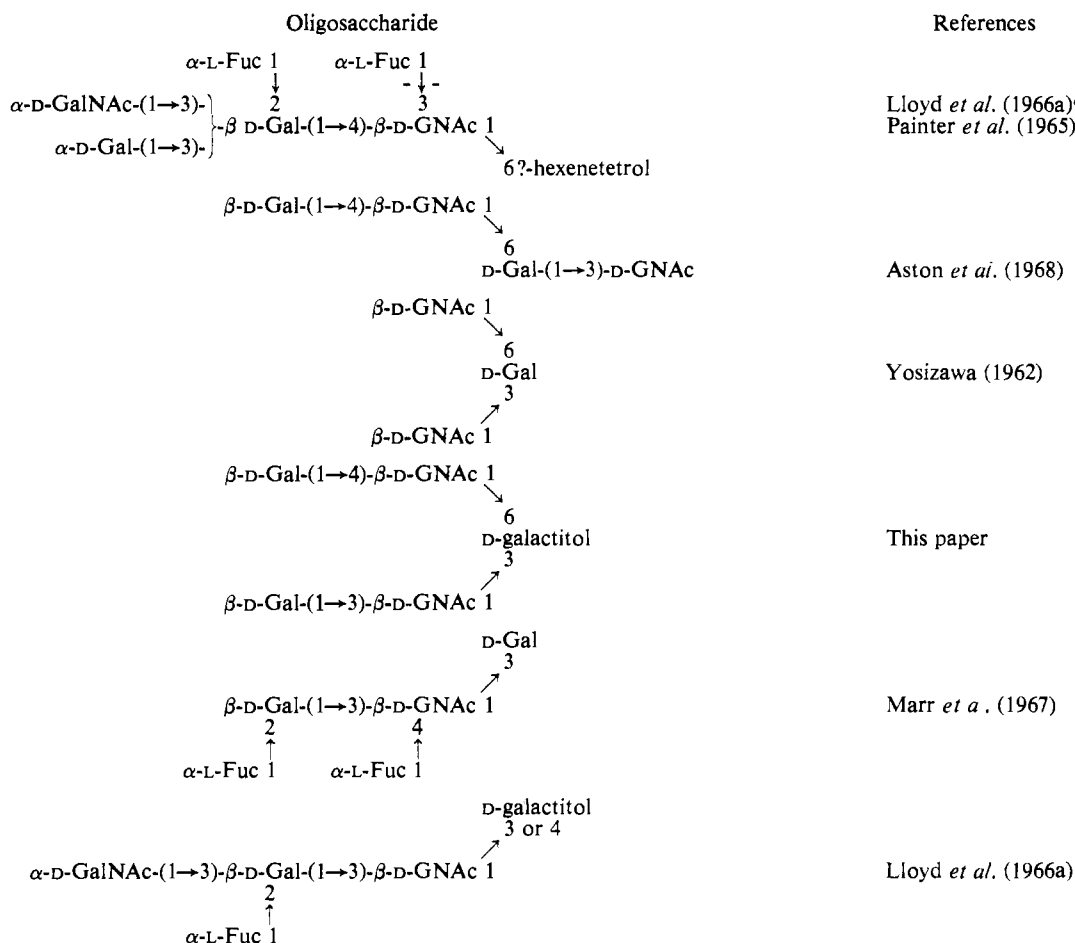 Oligosaccharide References
α-L-Fuc 1 α-L-Fuc 1
↓ - ↓ -
α-D-GalNAc-(1→3)- 2 3 Lloyd et al. (1966a)
}-β D-Gal-(1→4)-β-D-GNAc 1 Painter et al. (1965)
α-D-Gal-(1→3)- ↘
6?-hexenetetrol
β-D-Gal-(1→4)-β-D-GNAc 1
↘
6
D-Gal-(1→3)-D-GNAc Aston et ai. (1968)
β-D-GNAc 1
↘
6
D-Gal Yosizawa (1962)
3
↗
β-D-GNAc 1
β-D-Gal-(1→4)-β-D-GNAc 1
↘
6
D-galactitol This paper
3
↗
β-D-Gal-(1→3)-β-D-GNAc 1
D-Gal
3
↗
β-D-Gal-(1→3)-β-D-GNAc 1 Marr et a . (1967)
2 4
↑ ↑
α-L-Fuc 1 α-L-Fuc 1
D-galactitol
3 or 4
↗
α-D-GalNAc-(1→3)-β-D-Gal-(1→3)-β-D-GNAc 1 Lloyd et al. (1966a)
2
↑
α-L-Fuc 1